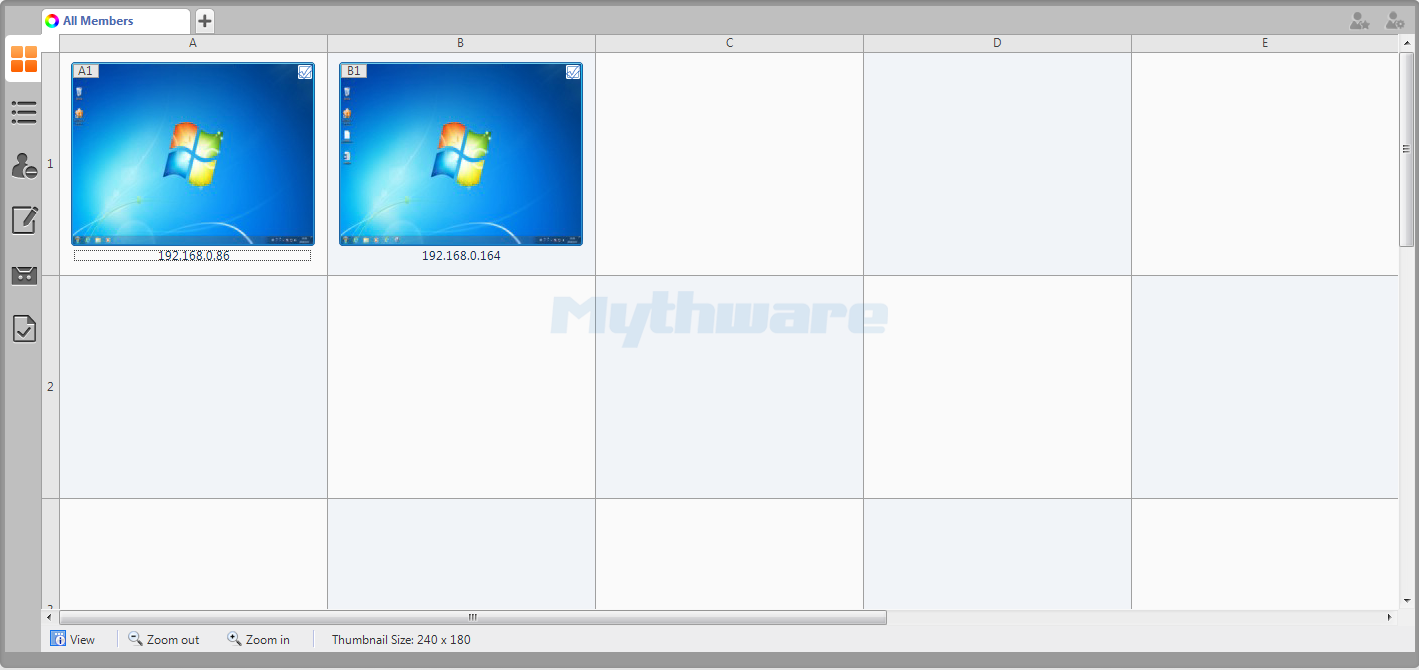 All Members
A B C D E
A1 B1
1
192.168.0.86 192.168.0.164
Mythware
2
View Zoom out Zoom in Thumbnail Size: 240 x 180